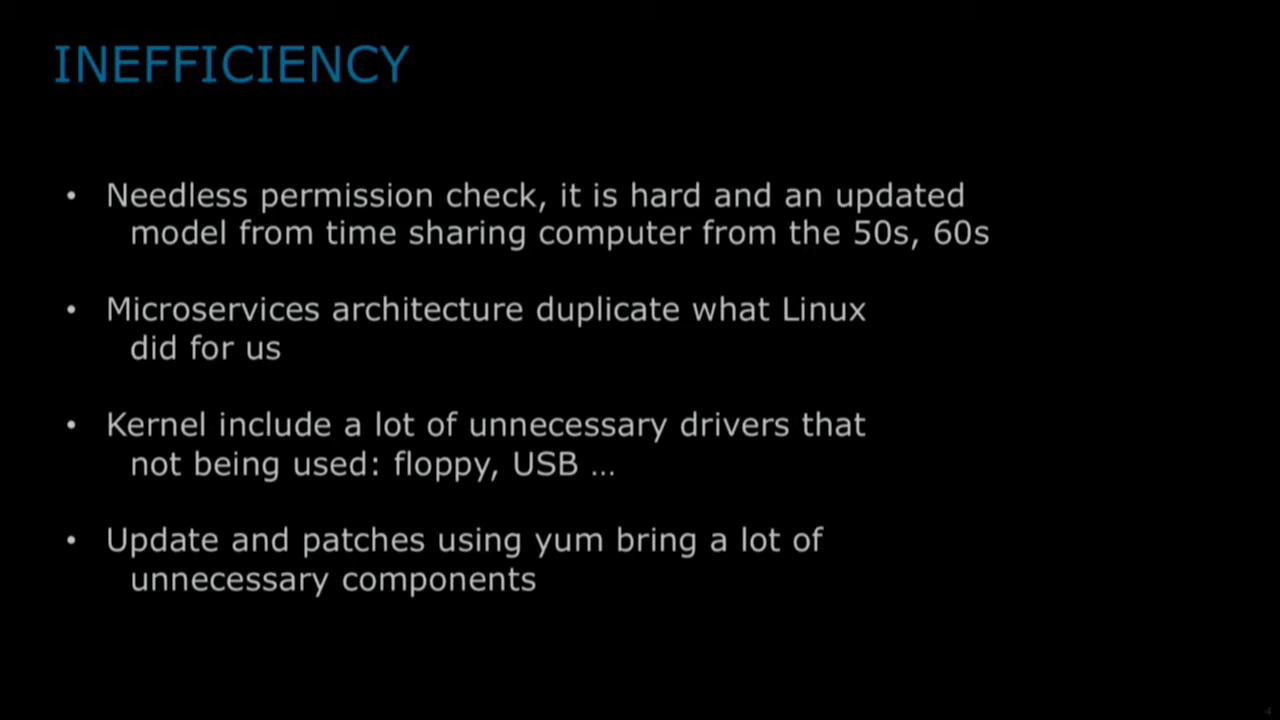 INEFFICIENCY
• Needless permission check, it is hard and an updated
model from time sharing computer from the 50s, 60s
• Microservices architecture duplicate what Linux
did for us
• Kernel include a lot of unnecessary drivers that
not being used: floppy, USB ...
• Update and patches using yum bring a lot of
unnecessary components
4